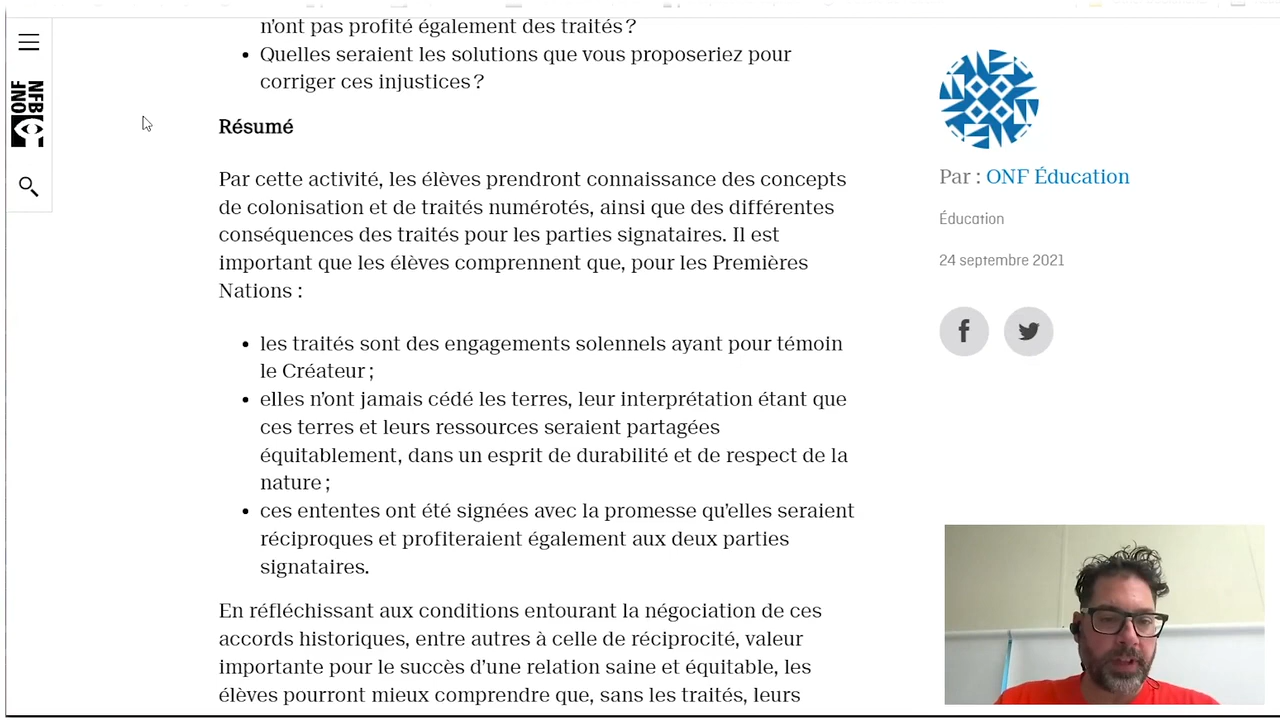 n'ont pas profité également des traités ?
• Quelles seraient les solutions que vous proposeriez pour
corriger ces injustices ?
Résumé
Par cette activité, les élèves prendront connaissance des concepts
de colonisation et de traités numérotés, ainsi que des différentes
conséquences des traités pour les parties signataires. Il est
important que les élèves comprennent que, pour les Premières
Nations :
• les traités sont des engagements solennels ayant pour témoin
le Créateur ;
• elles n'ont jamais cédé les terres, leur interprétation étant que
ces terres et leurs ressources seraient partagées
équitablement, dans un esprit de durabilité et de respect de la
nature ;
• ces ententes ont été signées avec la promesse qu'elles seraient
réciproques et profiteraient également aux deux parties
signataires.
En réfléchissant aux conditions entourant la négociation de ces
accords historiques, entre autres à celle de réciprocité, valeur
importante pour le succès d'une relation saine et équitable, les
élèves pourront mieux comprendre que, sans les traités, leurs
NFB
ONF
Par : ONF Éducation
Éducation
24 septembre 2021
f